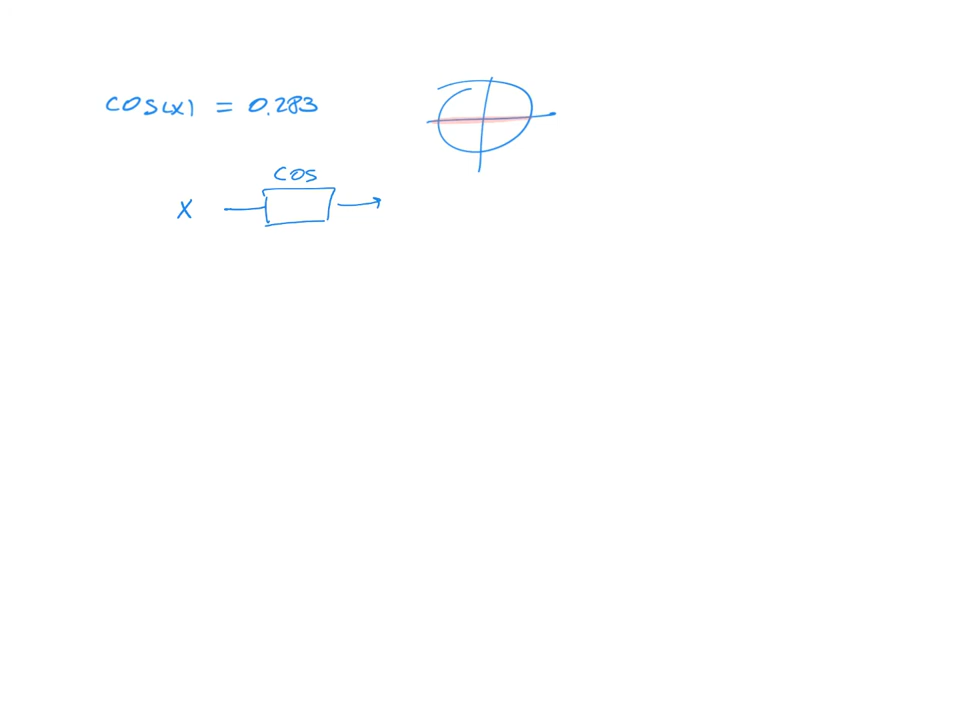 cos(x) = 0.283
cos
x